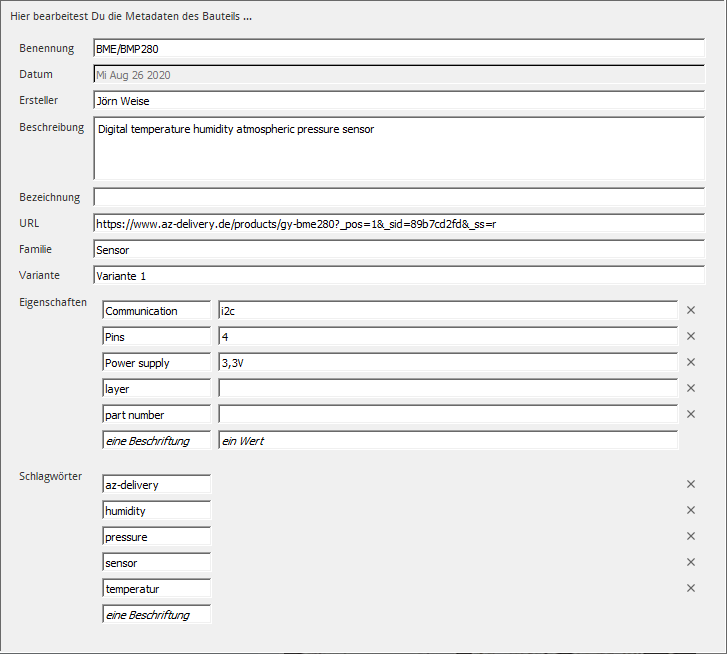 Hier bearbeitest Du die Metadaten des Bauteils ...
Benennung BME/BMP280
Datum Mi Aug 26 2020
Ersteller Jörn Weise
Beschreibung Digital temperature humidity atmospheric pressure sensor
Bezeichnung
URL https://www.az-delivery.de/products/gy-bme280?_pos=1&_sid=89b7cd2fd&_ss=r
Familie Sensor
Variante Variante 1
Eigenschaften
Communication i2c
Pins 4
Power supply 3,3V
layer
part number
eine Beschriftung ein Wert
Schlagwörter
az-delivery
humidity
pressure
sensor
temperatur
eine Beschriftung